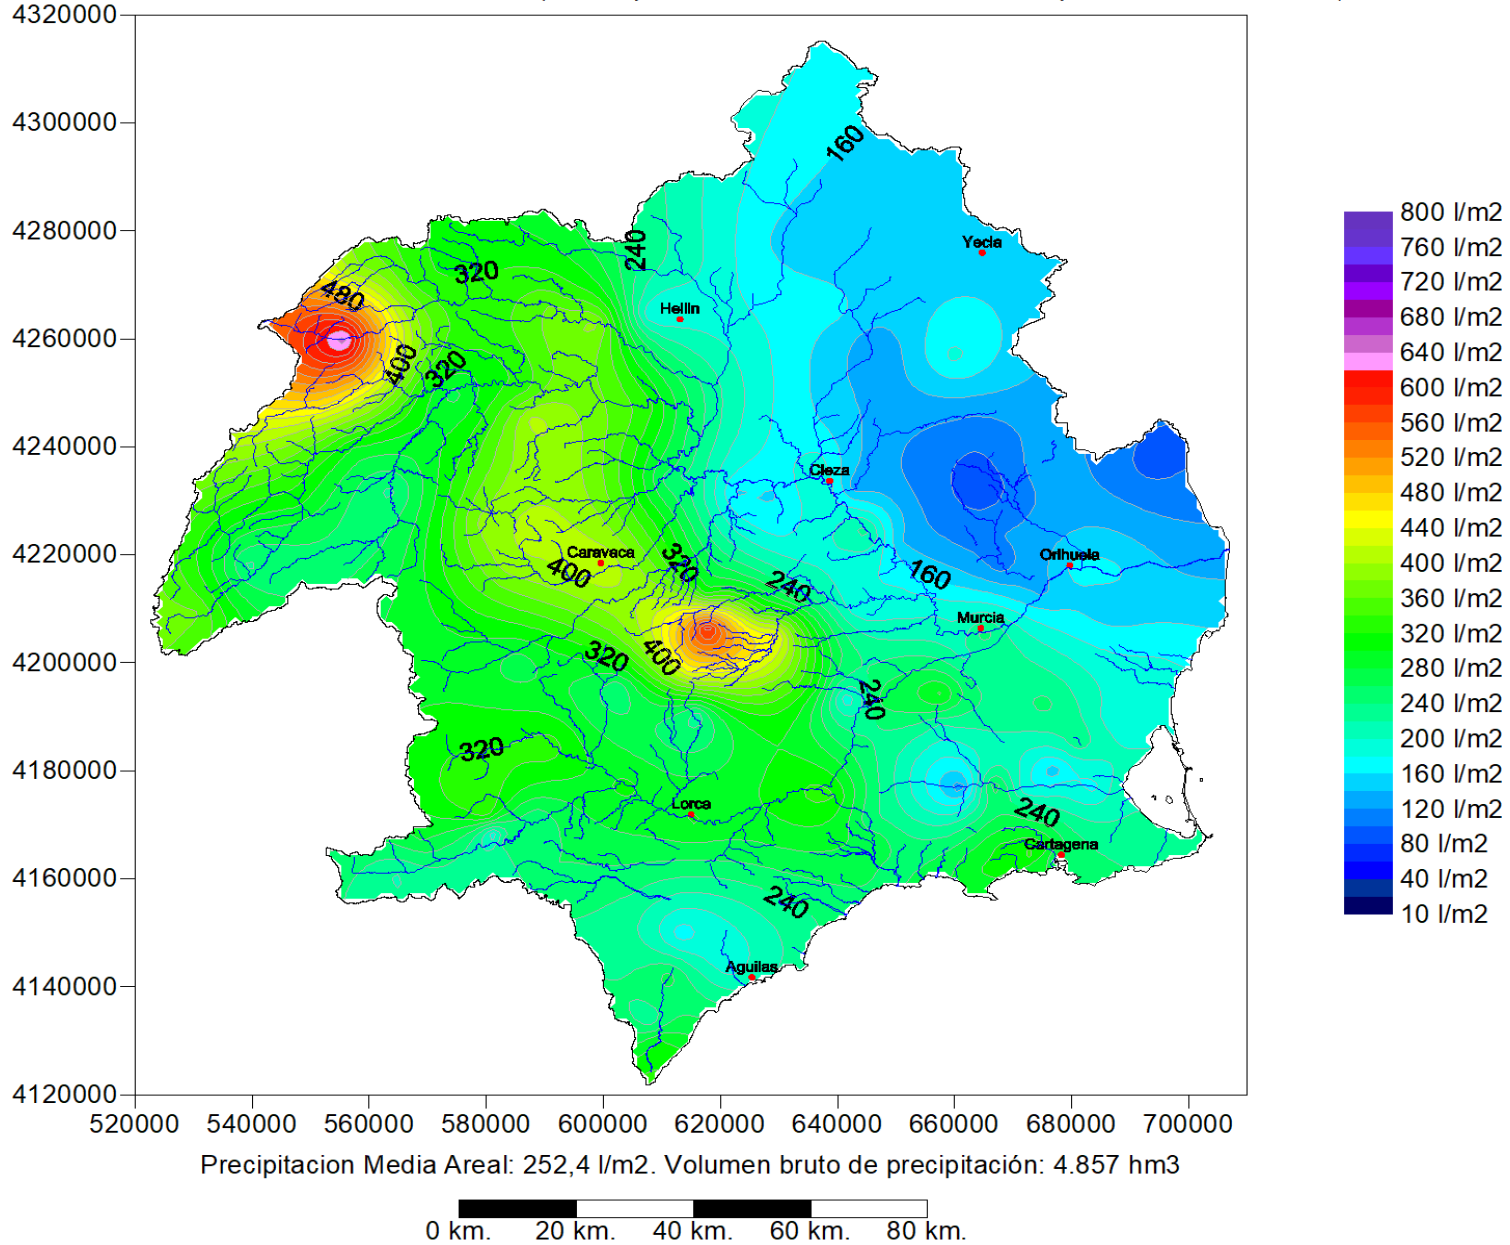 4320000
4300000
4280000
4260000
4240000
4220000
4200000
4180000
4160000
4140000
4120000
520000 540000 560000 580000 600000 620000 640000 660000 680000 700000
160
240
320
480
400
320
Yecla
Hellin
Cieza
Caravaca
400
320
240
160
Orihuela
Murcia
320
400
240
320
Lorca
240
Cartagena
240
Aguilas
800 l/m2
760 l/m2
720 l/m2
680 l/m2
640 l/m2
600 l/m2
560 l/m2
520 l/m2
480 l/m2
440 l/m2
400 l/m2
360 l/m2
320 l/m2
280 l/m2
240 l/m2
200 l/m2
160 l/m2
120 l/m2
80 l/m2
40 l/m2
10 l/m2
Precipitacion Media Areal: 252,4 l/m2. Volumen bruto de precipitación: 4.857 hm3
0 km. 20 km. 40 km. 60 km. 80 km.